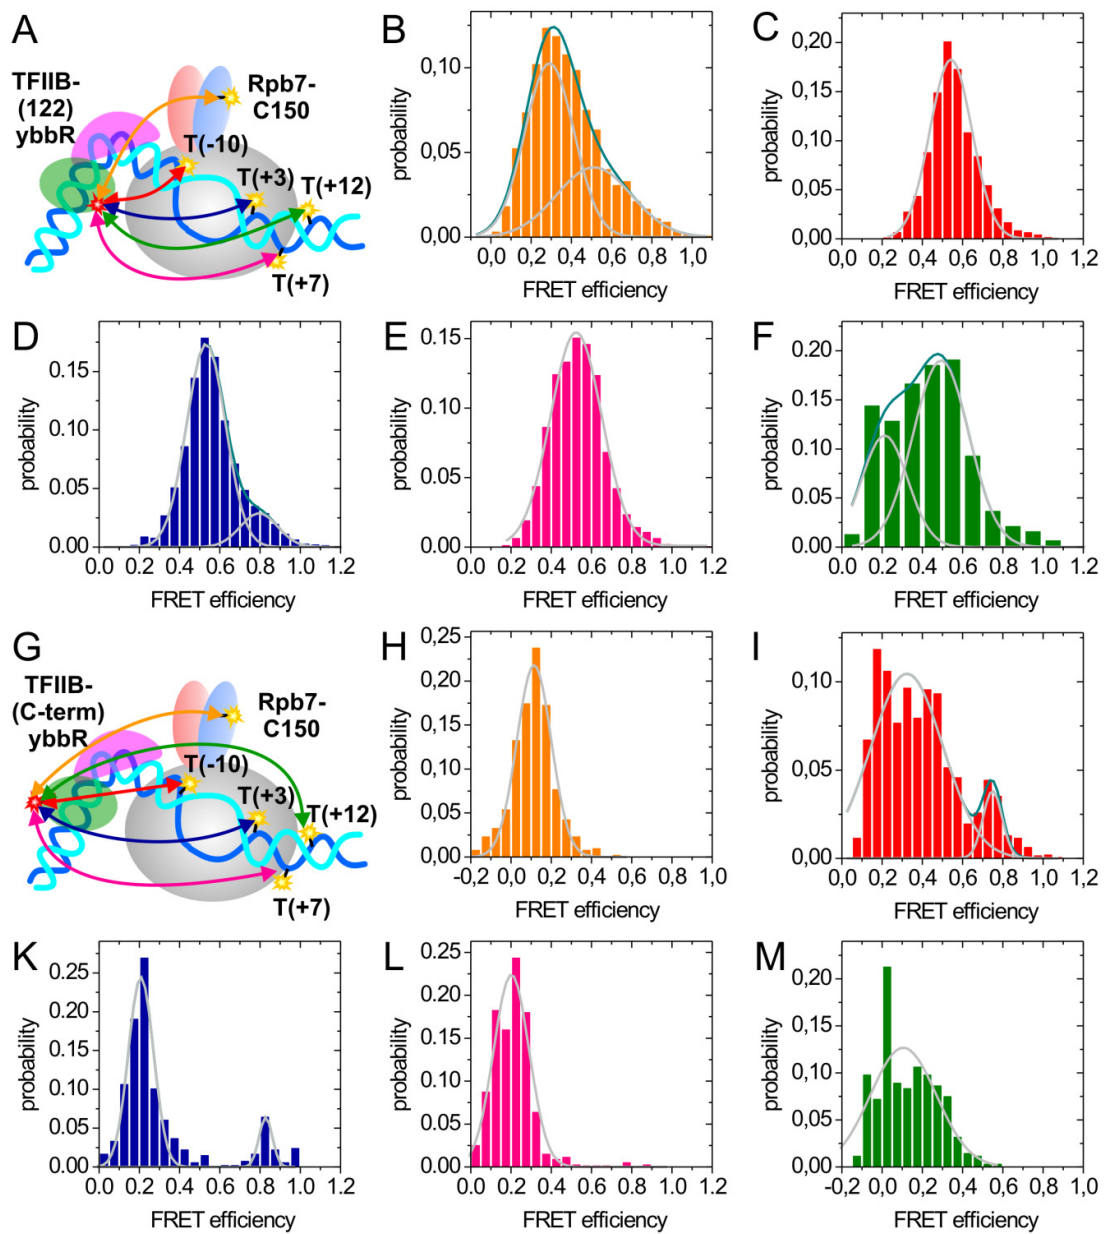 A
TFIIB-
(122)
ybbR
Rpb7-
C150
T(-10)
T(+3)
T(+12)
T(+7)
B
probability
0,10
0,05
0,00
0,0 0,2 0,4 0,6 0,8 1,0
FRET efficiency
C
probability
0,20
0,15
0,10
0,05
0,00
0,0 0,2 0,4 0,6 0,8 1,0 1,2
FRET efficiency
D
probability
0.15
0.10
0.05
0.00
0.0 0.2 0.4 0.6 0.8 1.0 1.2
FRET efficiency
E
probability
0.15
0.10
0.05
0.00
0.0 0.2 0.4 0.6 0.8 1.0 1.2
FRET efficiency
F
probability
0.20
0.15
0.10
0.05
0.00
0.0 0.2 0.4 0.6 0.8 1.0 1.2
FRET efficiency
G
TFIIB-
(C-term)
ybbR
Rpb7-
C150
T(-10)
T(+3)
T(+12)
T(+7)
H
probability
0,25
0,20
0,15
0,10
0,05
0,00
-0,2 0,0 0,2 0,4 0,6 0,8 1,0
FRET efficiency
I
probability
0,10
0,05
0,00
0,0 0,2 0,4 0,6 0,8 1,0 1,2
FRET efficiency
K
probability
0.25
0.20
0.15
0.10
0.05
0.00
0.0 0.2 0.4 0.6 0.8 1.0 1.2
FRET efficiency
L
probability
0.25
0,20
0.15
0.10
0.05
0.00
0.0 0.2 0.4 0.6 0.8 1.0 1.2
FRET efficiency
M
probability
0,20
0,15
0,10
0,05
0,00
-0,2 0,0 0,2 0,4 0,6 0,8 1,0
FRET efficiency